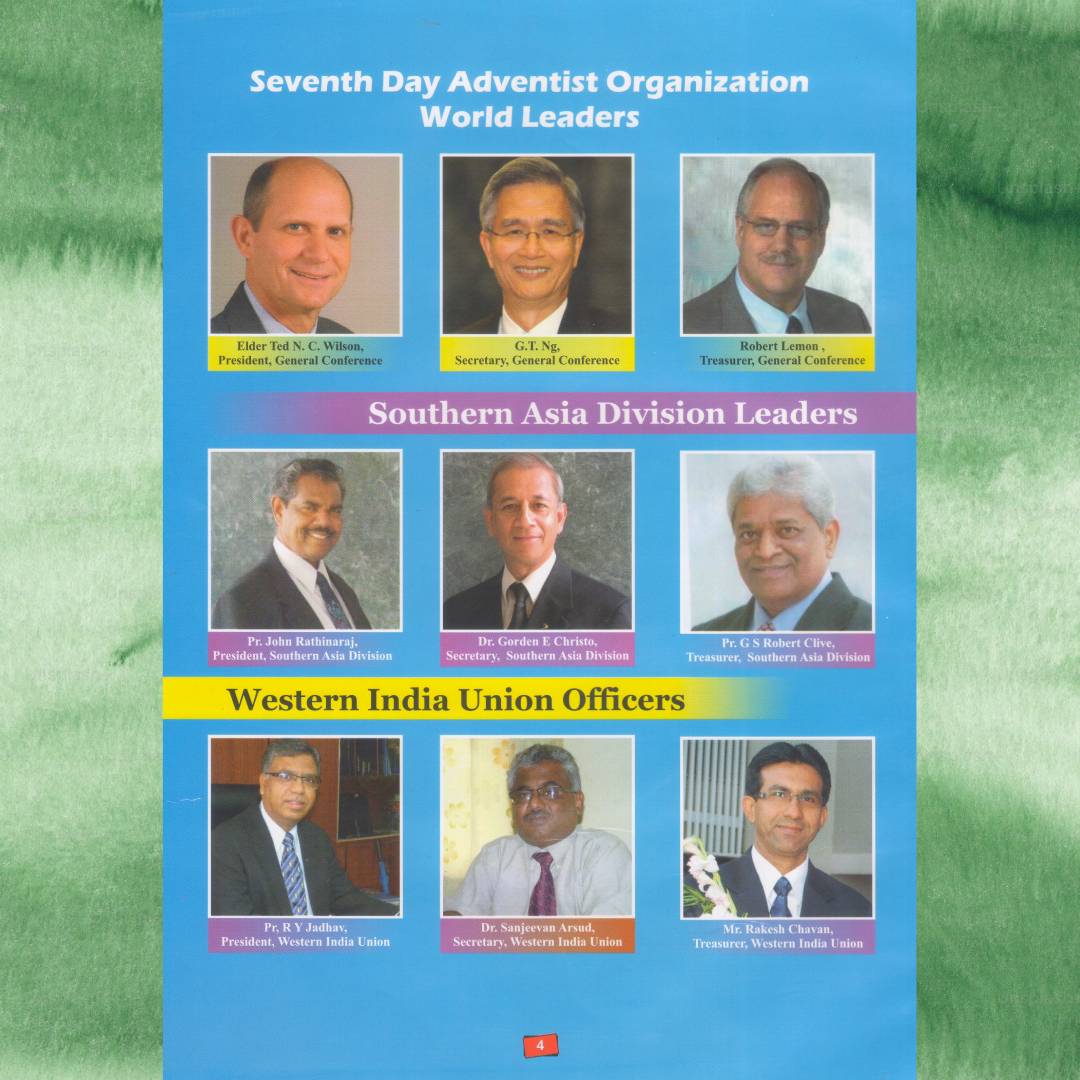 Seventh Day Adventist Organization
World Leaders
Elder Ted N. C. Wilson,
President, General Conference
G.T. Ng,
Secretary, General Conference
Robert Lemon ,
Treasurer, General Conference
Southern Asia Division Leaders
Pr. John Rathinaraj,
President, Southern Asia Division
Dr. Gorden E Christo,
Secretary, Southern Asia Division
Pr. G S Robert Clive,
Treasurer, Southern Asia Division
Western India Union Officers
Pr, R Y Jadhav,
President, Western India Union
Dr. Sanjeevan Arsud,
Secretary, Western India Union
Mr. Rakesh Chavan,
Treasurer, Western India Union
4